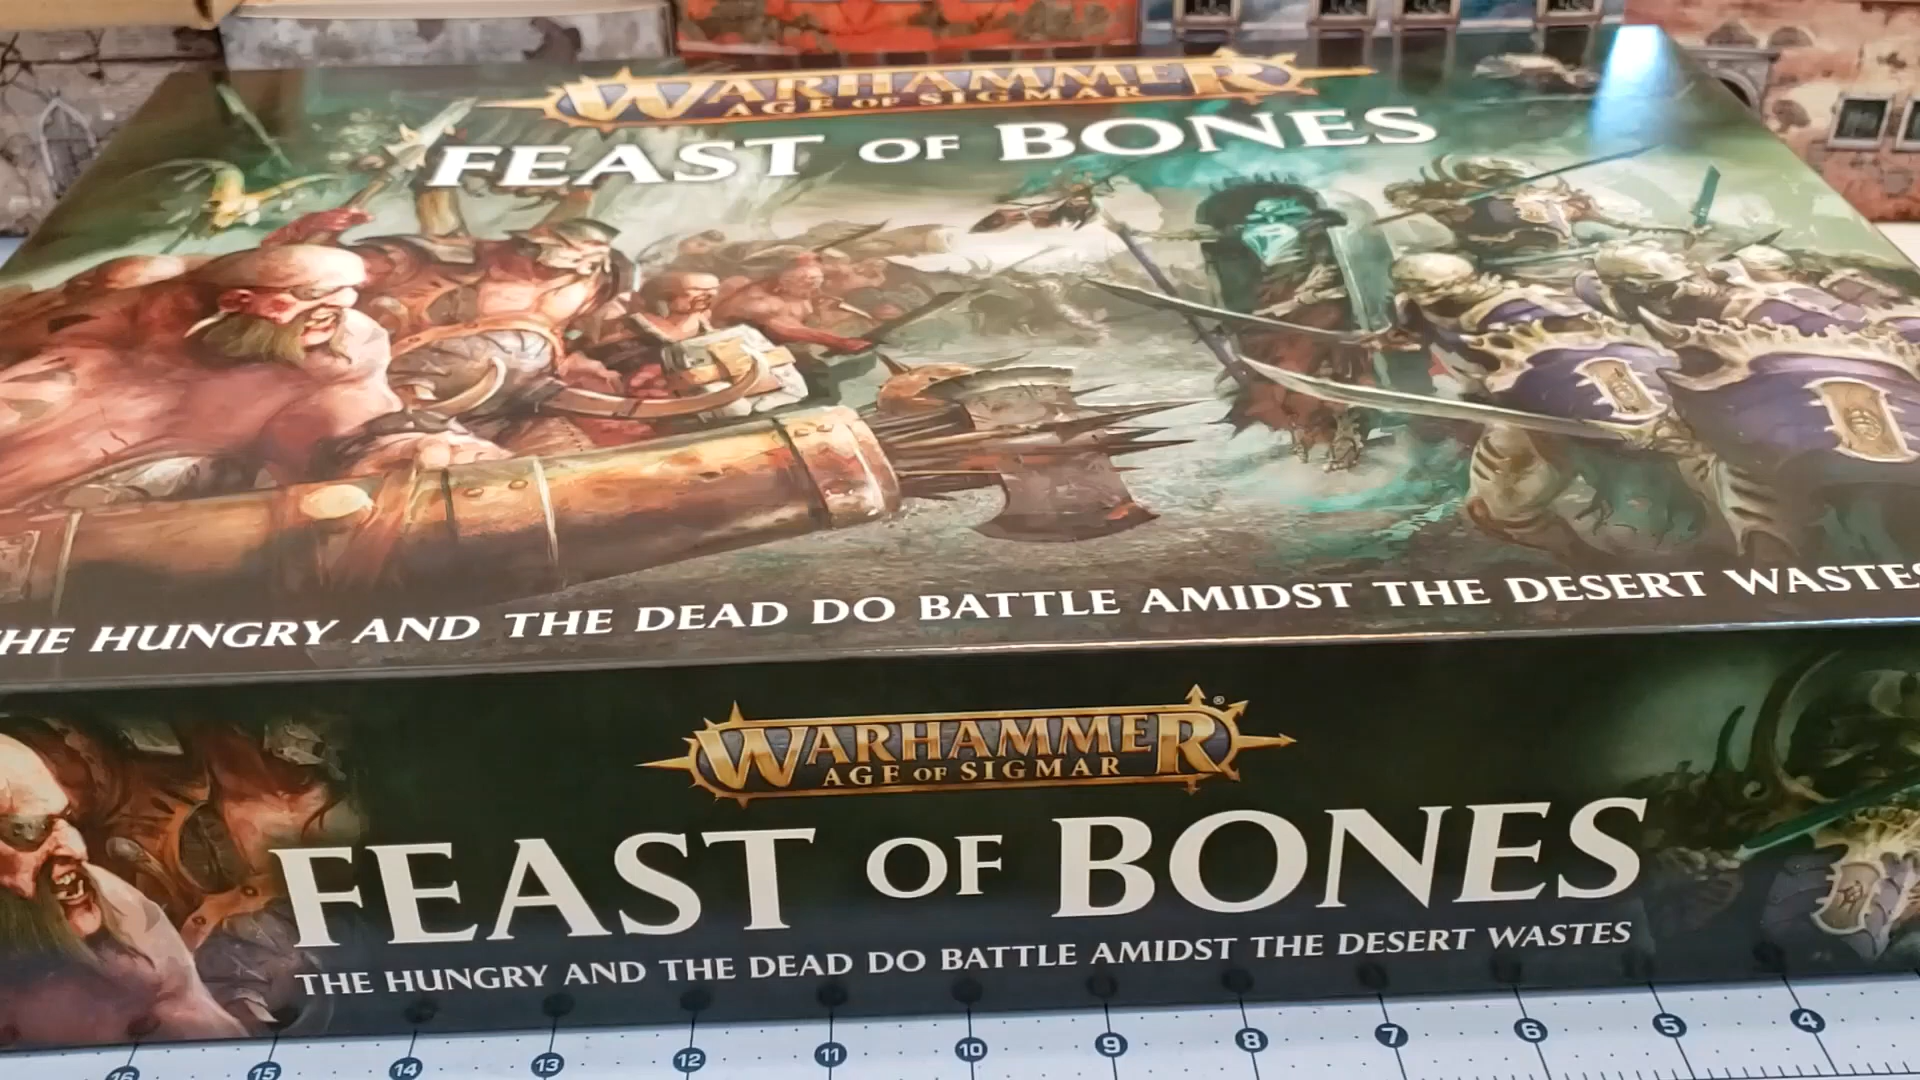 WARHAMMER
AGE OF SIGMAR
FEAST OF BONES
THE HUNGRY AND THE DEAD DO BATTLE AMIDST THE DESERT WASTES
WARHAMMER®
AGE OF SIGMAR
FEAST OF BONES
THE HUNGRY AND THE DEAD DO BATTLE AMIDST THE DESERT WASTES
16 15 14 13 12 11 10 9 8 7 6 5 4